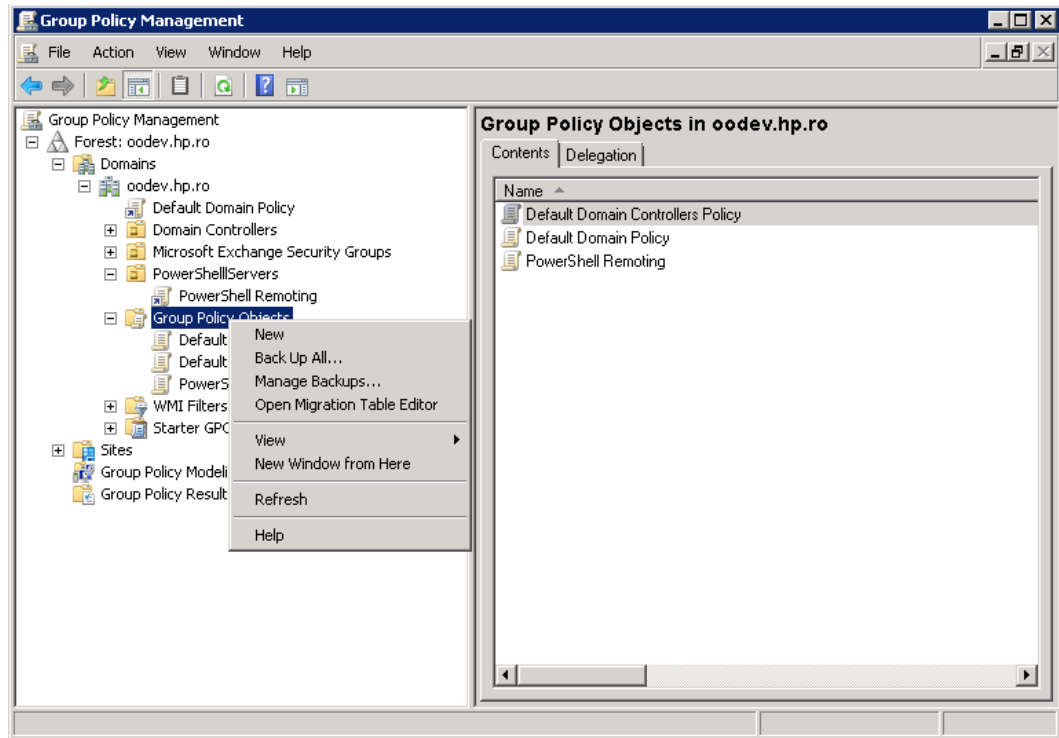 Group Policy Management
File Action View Window Help
Group Policy Management
Forest: oodev.hp.ro
Domains
oodev.hp.ro
Default Domain Policy
Domain Controllers
Microsoft Exchange Security Groups
PowerShelllServers
PowerShell Remoting
Group Policy Objects
Default
Default
PowerS
WMI Filters
Starter GPO
Sites
Group Policy Modeli
Group Policy Result
New
Back Up All...
Manage Backups...
Open Migration Table Editor
View
New Window from Here
Refresh
Help
Group Policy Objects in oodev.hp.ro
Contents Delegation
Name
Default Domain Controllers Policy
Default Domain Policy
PowerShell Remoting